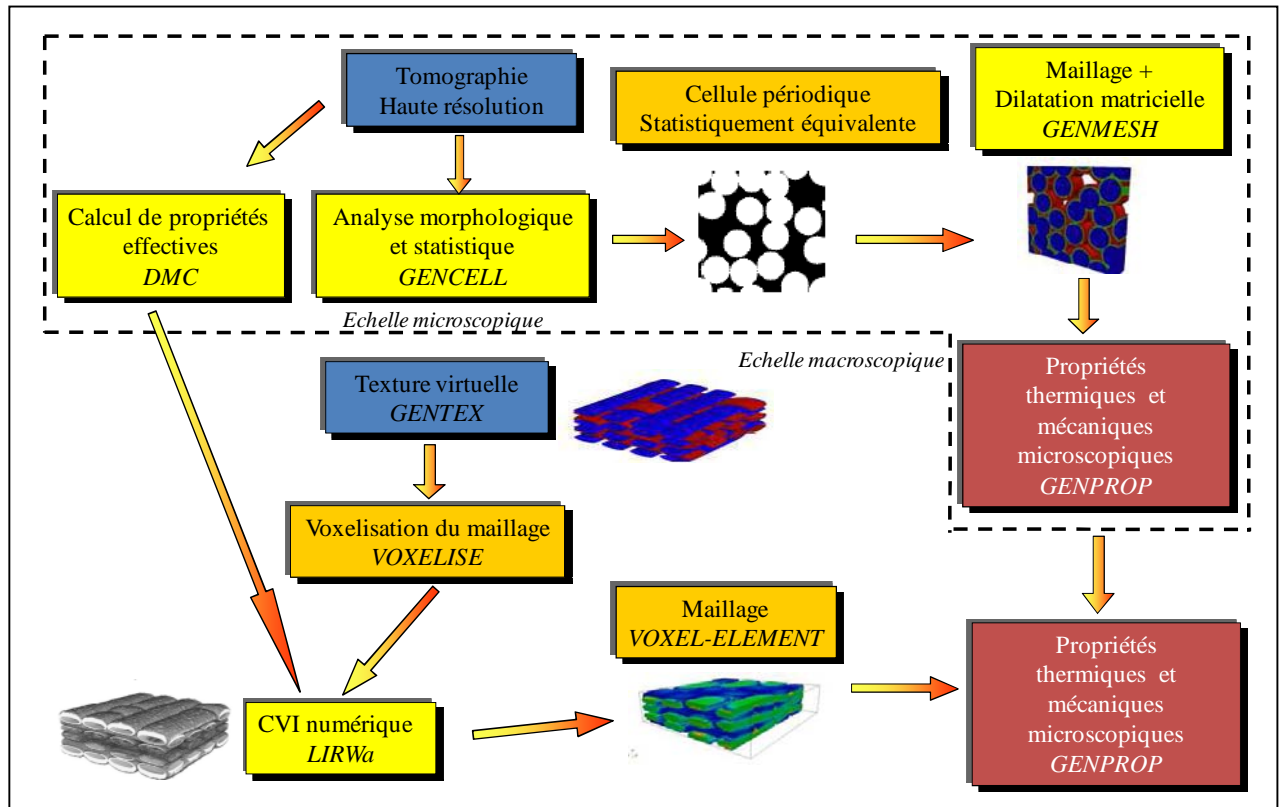 Tomographie
Haute résolution
Cellule périodique
Statistiquement équivalente
Maillage +
Dilatation matricielle
GENMESH
Calcul de propriétés
effectives
DMC
Analyse morphologique
et statistique
GENCELL
Echelle microscopique
Echelle macroscopique
Propriétés
thermiques et
mécaniques
microscopiques
GENPROP
Texture virtuelle
GENTEX
Voxelisation du maillage
VOXELISE
Maillage
VOXEL-ELEMENT
CVI numérique
LIRWa
Propriétés
thermiques et
mécaniques
microscopiques
GENPROP